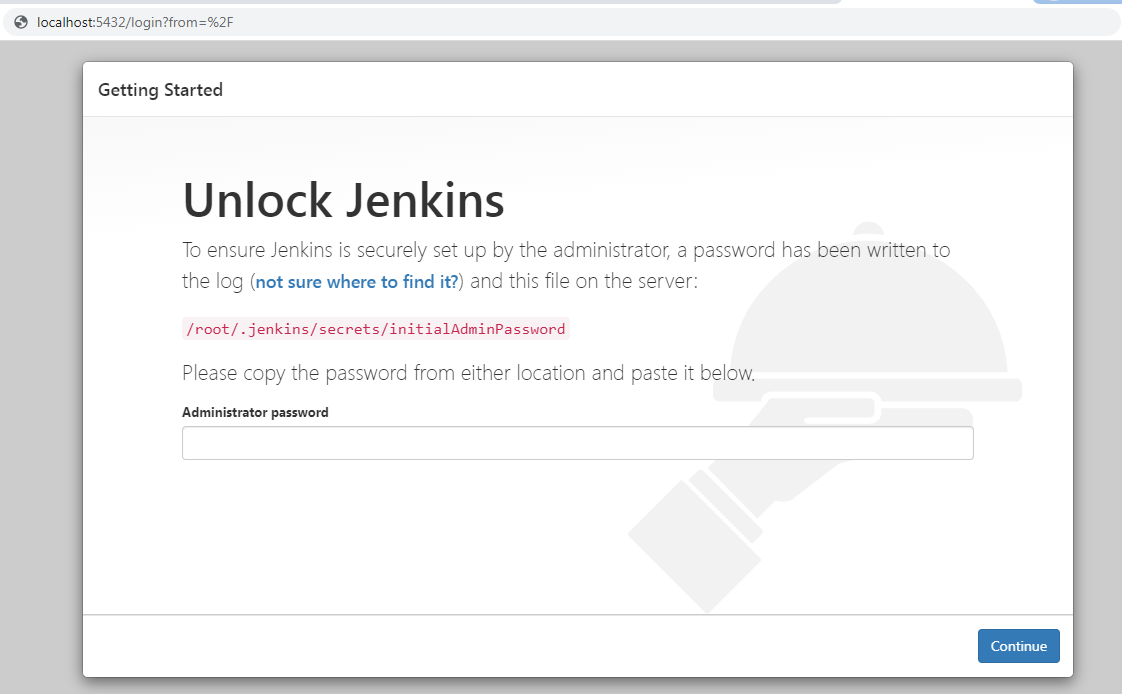 localhost:5432/login?from=%2F
Getting Started
Unlock Jenkins
To ensure Jenkins is securely set up by the administrator, a password has been written to
the log (not sure where to find it?) and this file on the server:
/root/.jenkins/secrets/initialAdminPassword
Please copy the password from either location and paste it below.
Administrator password
Continue